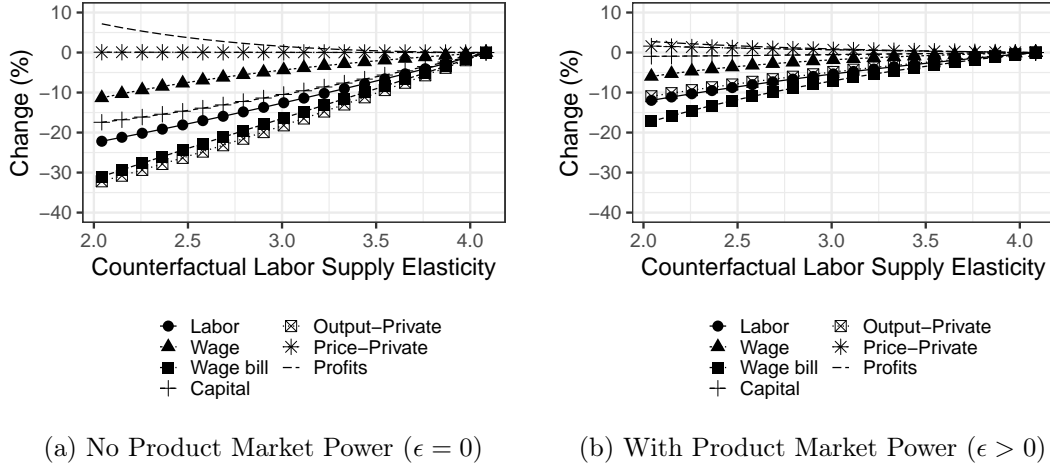 10
0
−10
−20
−30
−40
Change (%)
2.0 2.5 3.0 3.5 4.0
Counterfactual Labor Supply Elasticity
Labor Output−Private
Wage Price−Private
Wage bill Profits
Capital
(a) No Product Market Power (ϵ = 0)
10
0
−10
−20
−30
−40
Change (%)
2.0 2.5 3.0 3.5 4.0
Counterfactual Labor Supply Elasticity
Labor Output−Private
Wage Price−Private
Wage bill Profits
Capital
(b) With Product Market Power (ϵ > 0)